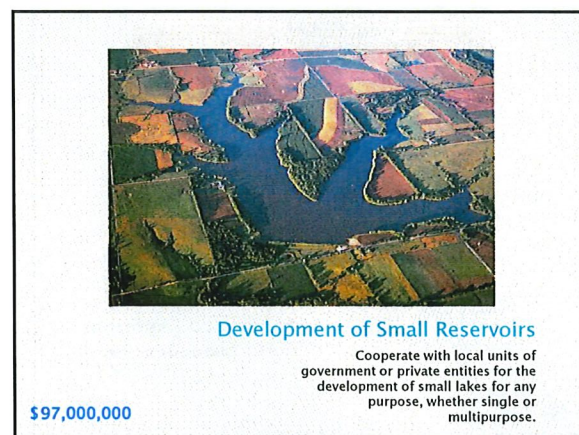 Development of Small Reservoirs
Cooperate with local units of
government or private entities for the
development of small lakes for any
purpose, whether single or
multipurpose.
$97,000,000